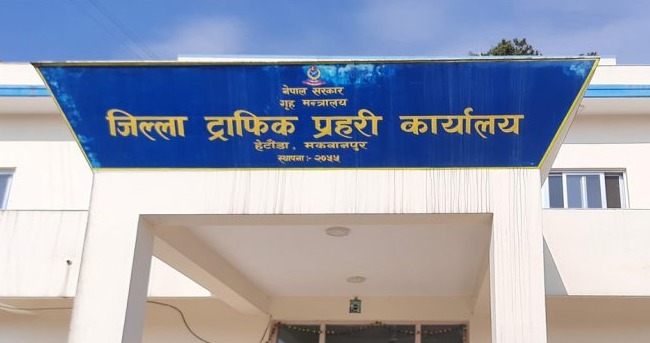 नेपाल सरकार
गृह मन्त्रालय
जिल्ला ट्राफिक प्रहरी कार्यालय
हेटौंडा, मकवानपुर
स्थापना:- २०५५